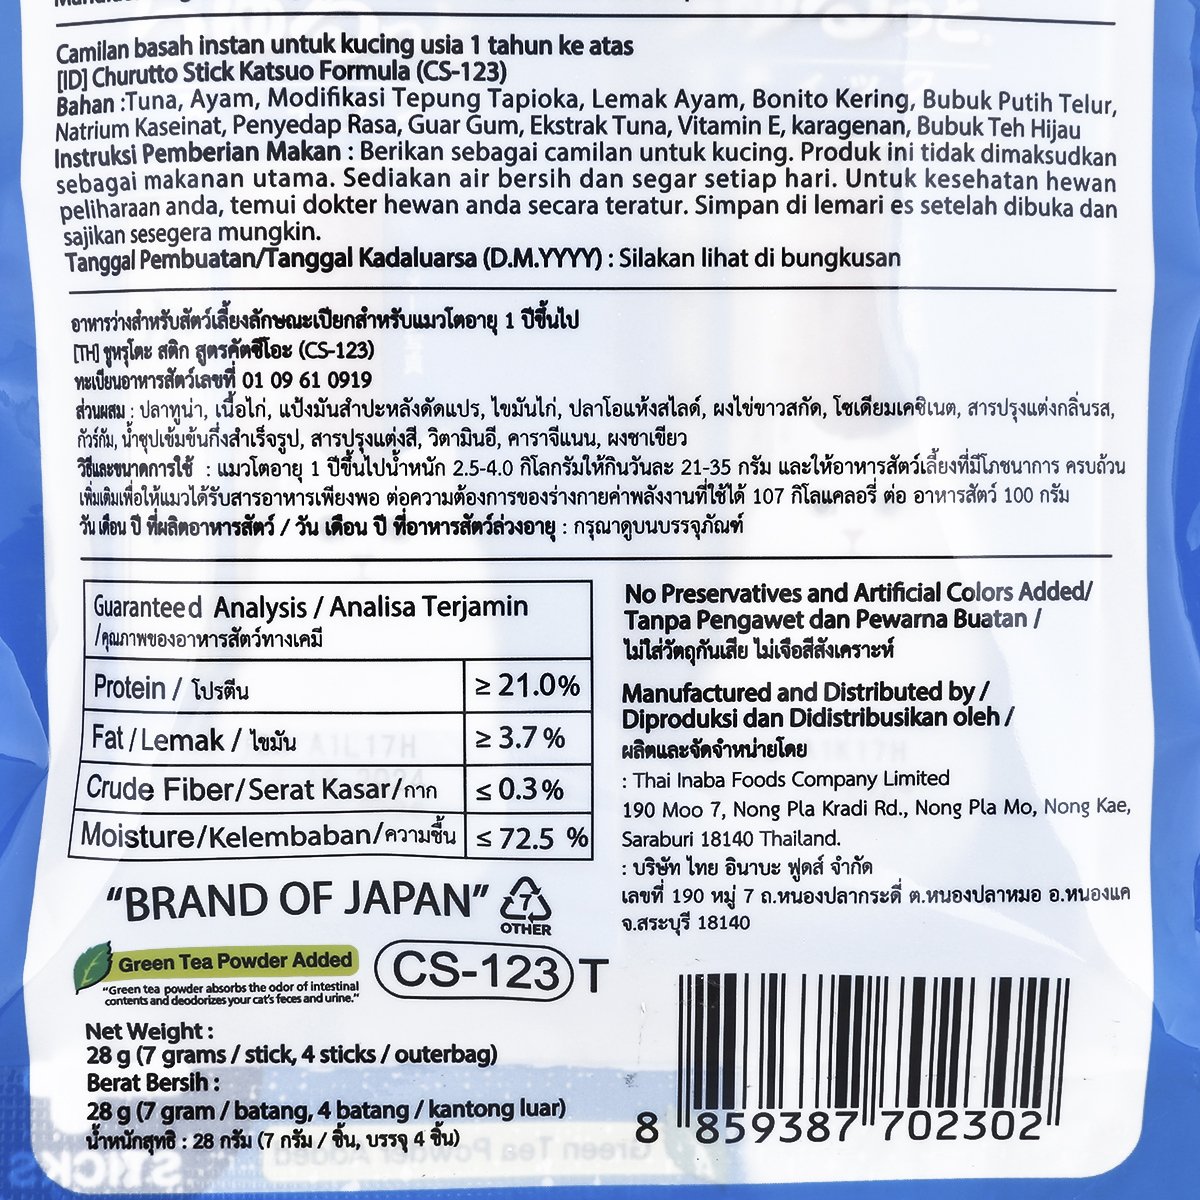 Camilan basah instan untuk kucing usia 1 tahun ke atas
[ID] Churutto Stick Katsuo Formula (CS-123)
Bahan :Tuna, Ayam, Modifikasi Tepung Tapioka, Lemak Ayam, Bonito Kering, Bubuk Putih Telur,
Natrium Kaseinat, Penyedap Rasa, Guar Gum, Ekstrak Tuna, Vitamin E, karagenan, Bubuk Teh Hijau
Instruksi Pemberian Makan : Berikan sebagai camilan untuk kucing. Produk ini tidak dimaksudkan
sebagai makanan utama. Sediakan air bersih dan segar setiap hari. Untuk kesehatan hewan
peliharaan anda, temui dokter hewan anda secara teratur. Simpan di lemari es setelah dibuka dan
sajikan sesegera mungkin.
Tanggal Pembuatan/Tanggal Kadaluarsa (D.M.YYYY) : Silakan lihat di bungkusan
อาหารว่างสำหรับสัตว์เลี้ยงลักษณะเปียกสำหรับแมวโตอายุ 1 ปีขึ้นไป
[TH] ชูหรุโตะ สติก สูตรคัตซึโอะ (CS-123)
ทะเบียนอาหารสัตว์เลขที่ 01 09 61 0919
ส่วนผสม : ปลาทูน่า, เนื้อไก่, แป้งมันสำปะหลังดัดแปร, ไขมันไก่, ปลาโอแห้งสไลด์, ผงไข่ขาวสกัด, โซเดียมเคซิเนต, สารปรุงแต่งกลิ่นรส,
กัวร์กัม, น้ำซุปเข้มข้นกึ่งสำเร็จรูป, สารปรุงแต่งสี, วิตามินอี, คาราจีแนน, ผงชาเขียว
วิธีและขนาดการใช้ : แมวโตอายุ 1 ปีขึ้นไปน้ำหนัก 2.5-4.0 กิโลกรัมให้กินวันละ 21-35 กรัม และให้อาหารสัตว์เลี้ยงที่มีโภชนาการ ครบถ้วน
เพิ่มเติมเพื่อให้แมวได้รับสารอาหารเพียงพอ ต่อความต้องการของร่างกายค่าพลังงานที่ใช้ได้ 107 กิโลแคลอรี่ ต่อ อาหารสัตว์ 100 กรัม
วัน เดือน ปี ที่ผลิตอาหารสัตว์ / วัน เดือน ปี ที่อาหารสัตว์ล่วงอายุ : กรุณาดูบนบรรจุภัณฑ์
Guaranteed Analysis / Analisa Terjamin
/คุณภาพของอาหารสัตว์ทางเคมี
Protein / โปรตีน ≥ 21.0%
Fat / Lemak / ไขมัน ≥ 3.7 %
Crude Fiber/Serat Kasar/กาก ≤ 0.3%
Moisture/Kelembaban/ความชื้น ≤ 72.5 %
No Preservatives and Artificial Colors Added/
Tanpa Pengawet dan Pewarna Buatan /
ไม่ใส่วัตถุกันเสีย ไม่เจือสีสังเคราะห์
Manufactured and Distributed by /
Diproduksi dan Didistribusikan oleh /
ผลิตและจัดจำหน่ายโดย
: Thai Inaba Foods Company Limited
190 Moo 7, Nong Pla Kradi Rd., Nong Pla Mo, Nong Kae,
Saraburi 18140 Thailand.
: บริษัท ไทย อินาบะ ฟูดส์ จำกัด
เลขที่ 190 หมู่ 7 ถ.หนองปลากระดี่ ต.หนองปลาหมอ อ.หนองแค
จ.สระบุรี 18140
"BRAND OF JAPAN"
7
OTHER
Green Tea Powder Added
"Green tea powder absorbs the odor of intestinal
contents and deodorizes your cat's feces and urine."
CS-123 T
Net Weight :
28 g (7 grams / stick, 4 sticks / outerbag)
Berat Bersih :
28 g (7 gram / batang, 4 batang / kantong luar)
น้ำหนักสุทธิ : 28 กรัม (7 กรัม / ชิ้น, บรรจุ 4 ชิ้น)
8 859387 702302